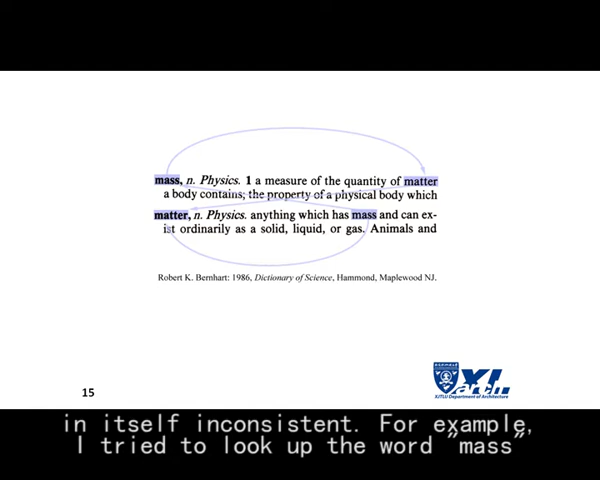 mass, n. Physics. 1 a measure of the quantity of matter
a body contains; the property of a physical body which
matter, n. Physics. anything which has mass and can ex-
ist ordinarily as a solid, liquid, or gas. Animals and
Robert K. Bernhart: 1986, Dictionary of Science, Hammond, Maplewood NJ.
XJTLU Department of Architecture
15
in itself inconsistent. For example,
I tried to look up the word "mass"